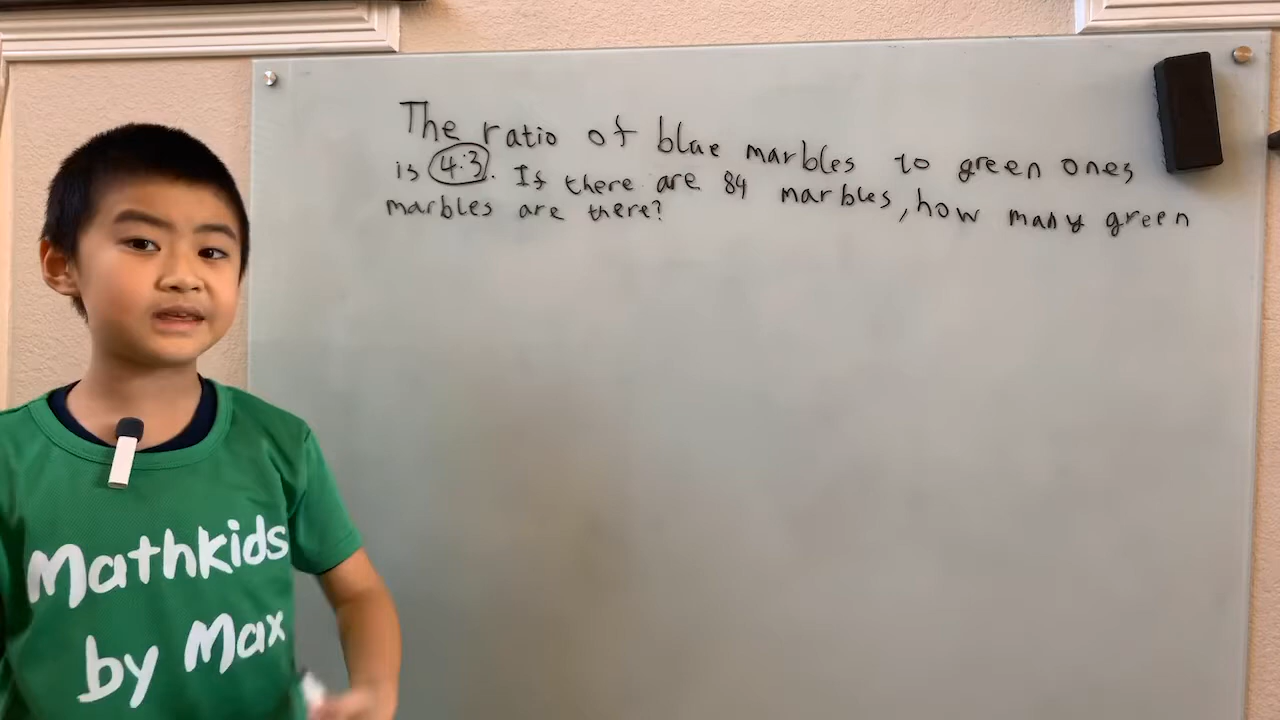 The ratio of blue marbles to green ones
is 4:3. If there are 84 marbles, how many green
marbles are there?
Mathkids
by Max